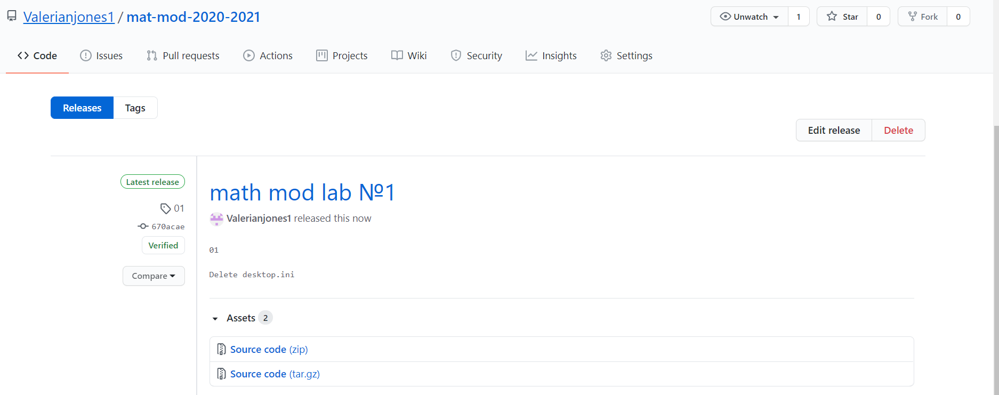 Valerianjones1 / mat-mod-2020-2021
Unwatch 1 Star 0 Fork 0
Code Issues Pull requests Actions Projects Wiki Security Insights Settings
Releases Tags
Edit release Delete
Latest release
01
670acae
Verified
Compare
math mod lab №1
Valerianjones1 released this now
01
Delete desktop.ini
Assets 2
Source code (zip)
Source code (tar.gz)